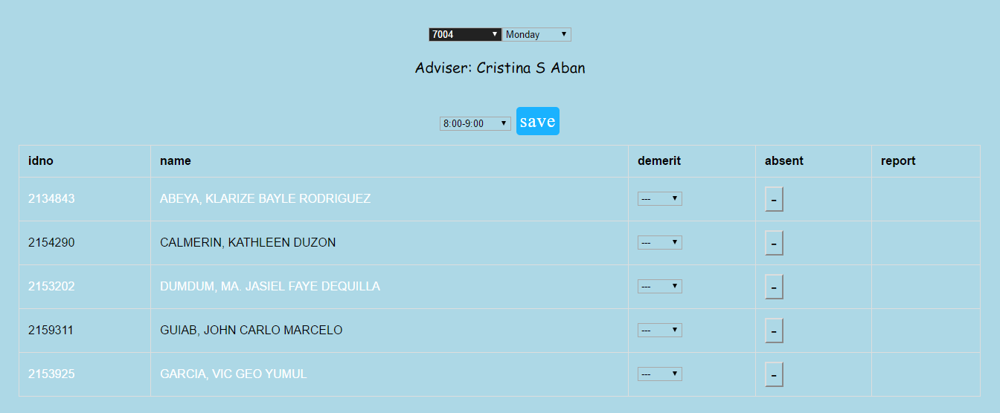 7004 Monday
Adviser: Cristina S Aban
8:00-9:00 save
idno name demerit absent report
2134843 ABEYA, KLARIZE BAYLE RODRIGUEZ --- -
2154290 CALMERIN, KATHLEEN DUZON --- -
2153202 DUMDUM, MA. JASIEL FAYE DEQUILLA --- -
2159311 GUIAB, JOHN CARLO MARCELO --- -
2153925 GARCIA, VIC GEO YUMUL --- -